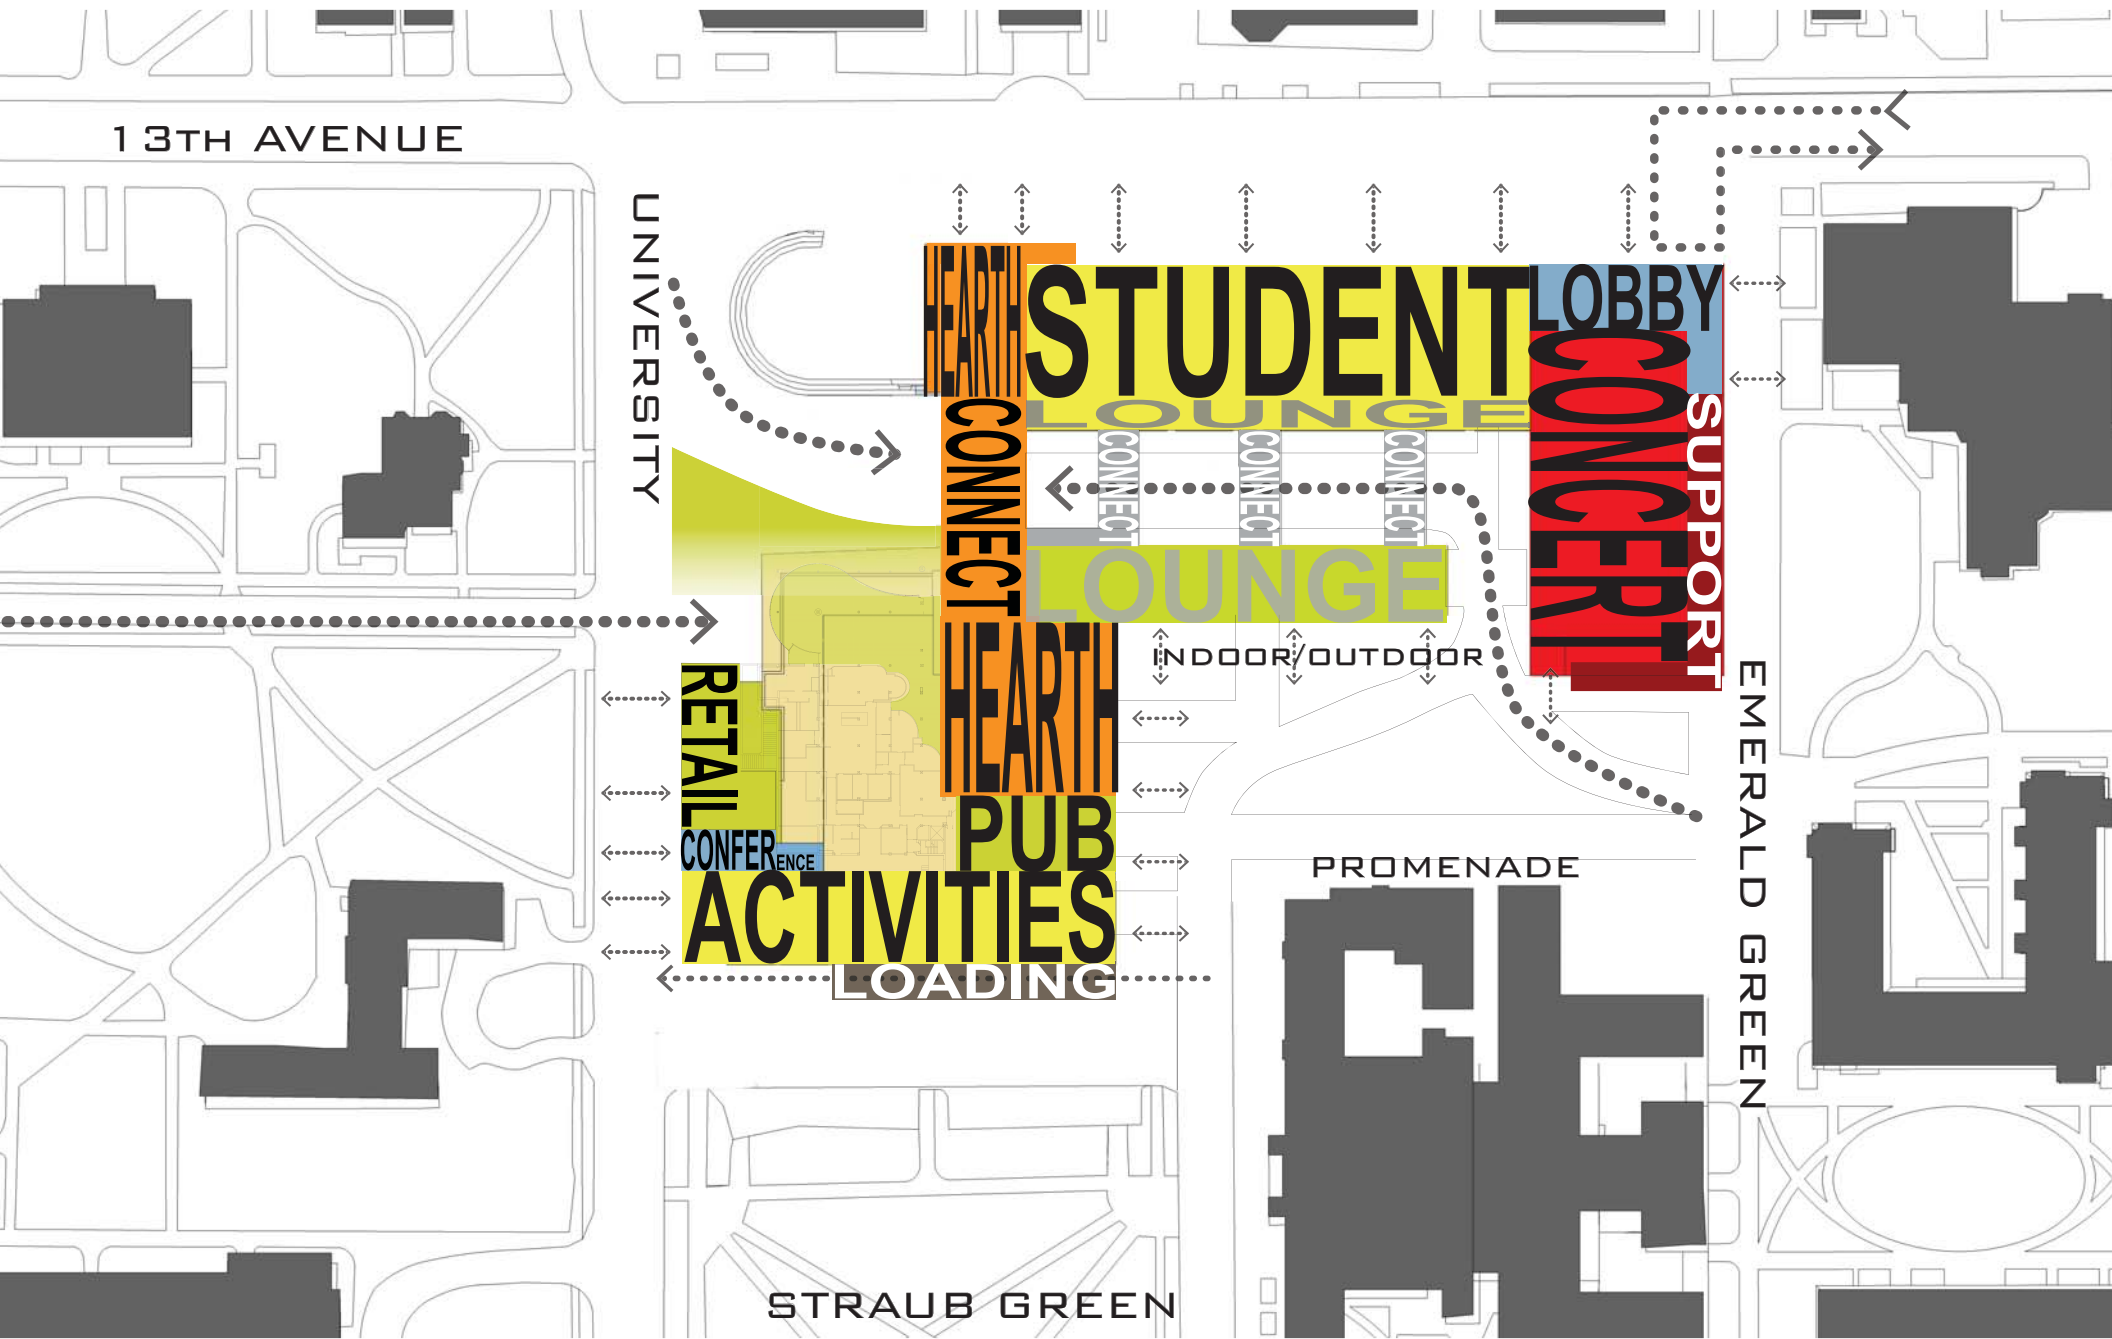 13TH AVENUE
UNIVERSITY
HEARTH
STUDENT
LOBBY
LOUNGE
CONNECT
CONNECT
CONNECT
CONNECT
CONCERT
SUPPORT
LOUNGE
HEARTH
INDOOR/OUTDOOR
RETAIL
EMERALD GREEN
PUB
CONFERENCE
PROMENADE
ACTIVITIES
LOADING
STRAUB GREEN